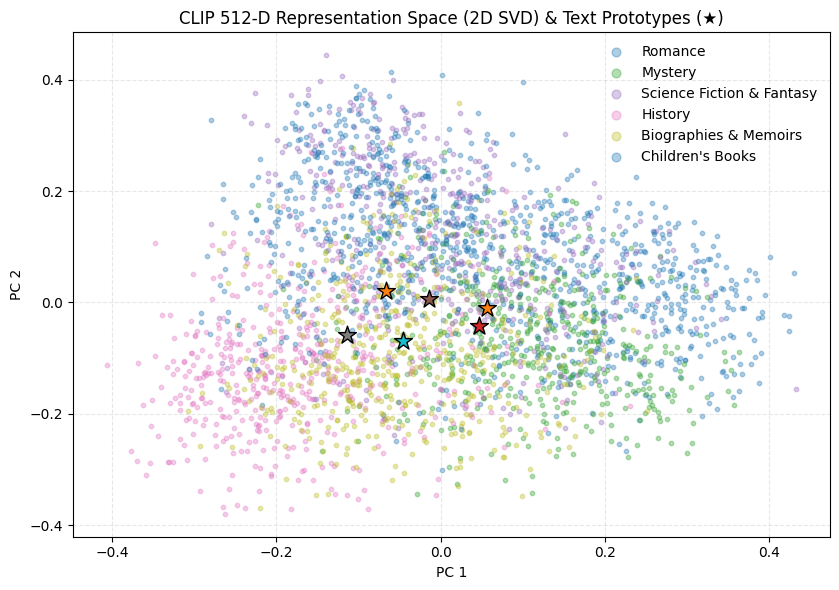 CLIP 512-D Representation Space (2D SVD) & Text Prototypes (★)
Romance
Mystery
Science Fiction & Fantasy
History
Biographies & Memoirs
Children's Books
PC 2
0.4
0.2
0.0
−0.2
−0.4
−0.4
−0.2
0.0
0.2
0.4
PC 1